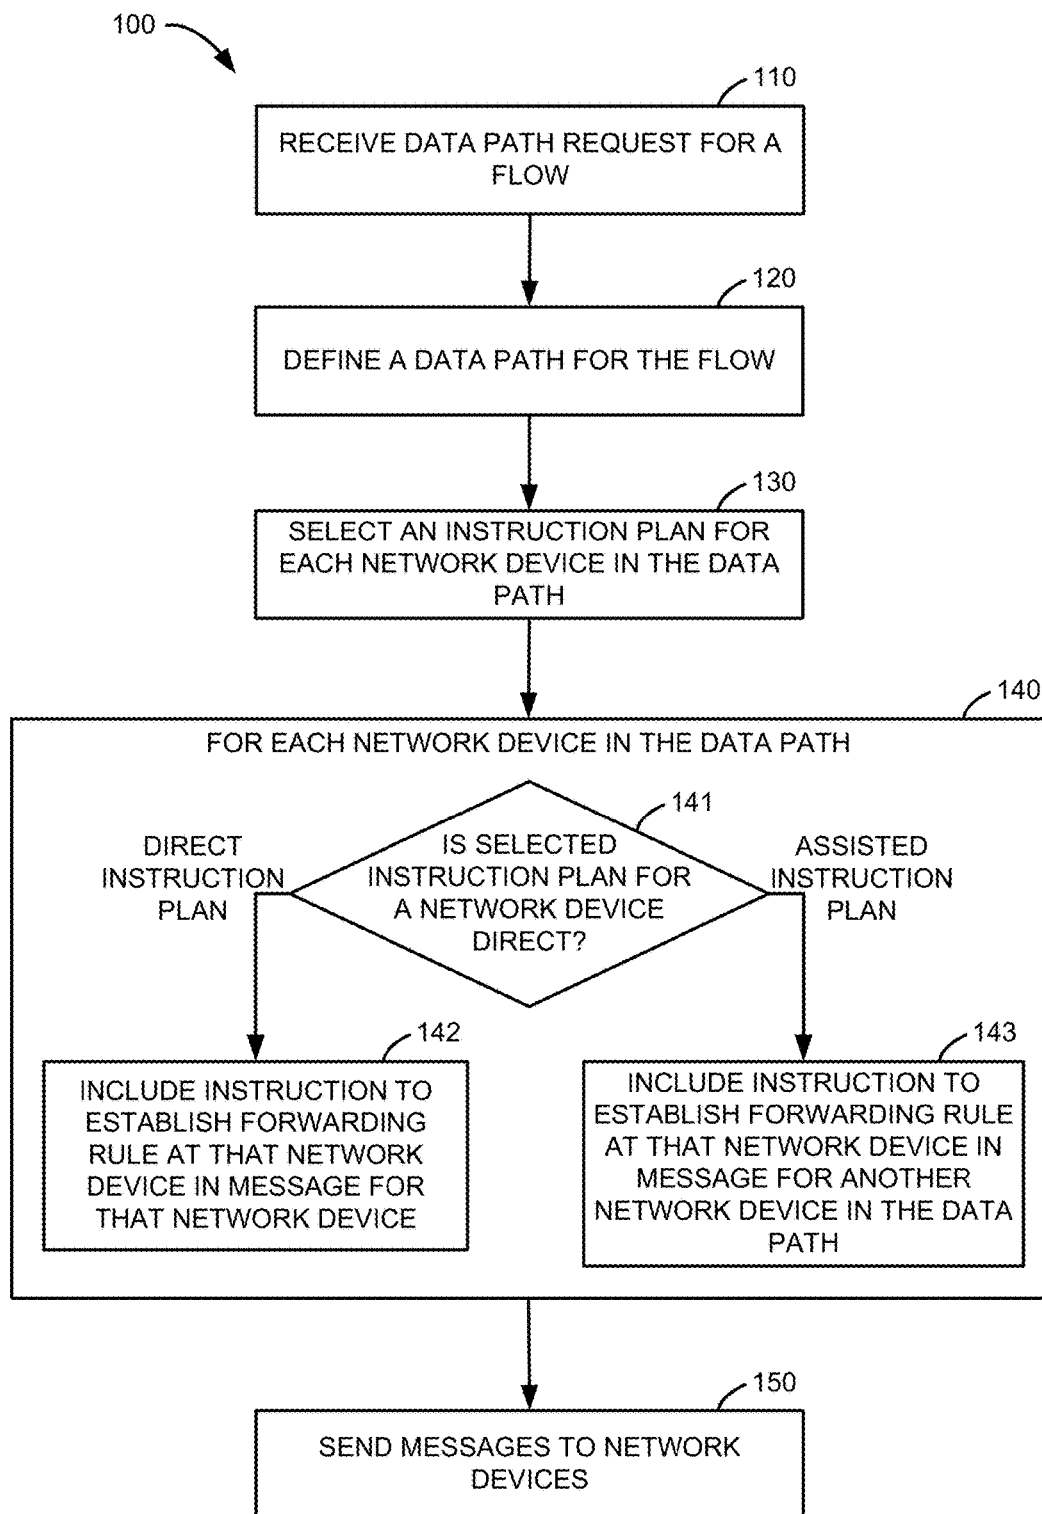 100
110
RECEIVE DATA PATH REQUEST FOR A
FLOW
120
DEFINE A DATA PATH FOR THE FLOW
130
SELECT AN INSTRUCTION PLAN FOR
EACH NETWORK DEVICE IN THE DATA
PATH
140
FOR EACH NETWORK DEVICE IN THE DATA PATH
141
DIRECT
INSTRUCTION
PLAN
IS SELECTED
INSTRUCTION PLAN FOR
A NETWORK DEVICE
DIRECT?
ASSISTED
INSTRUCTION
PLAN
142
INCLUDE INSTRUCTION TO
ESTABLISH FORWARDING
RULE AT THAT NETWORK
DEVICE IN MESSAGE FOR
THAT NETWORK DEVICE
143
INCLUDE INSTRUCTION TO
ESTABLISH FORWARDING RULE
AT THAT NETWORK DEVICE IN
MESSAGE FOR ANOTHER
NETWORK DEVICE IN THE DATA
PATH
150
SEND MESSAGES TO NETWORK
DEVICES